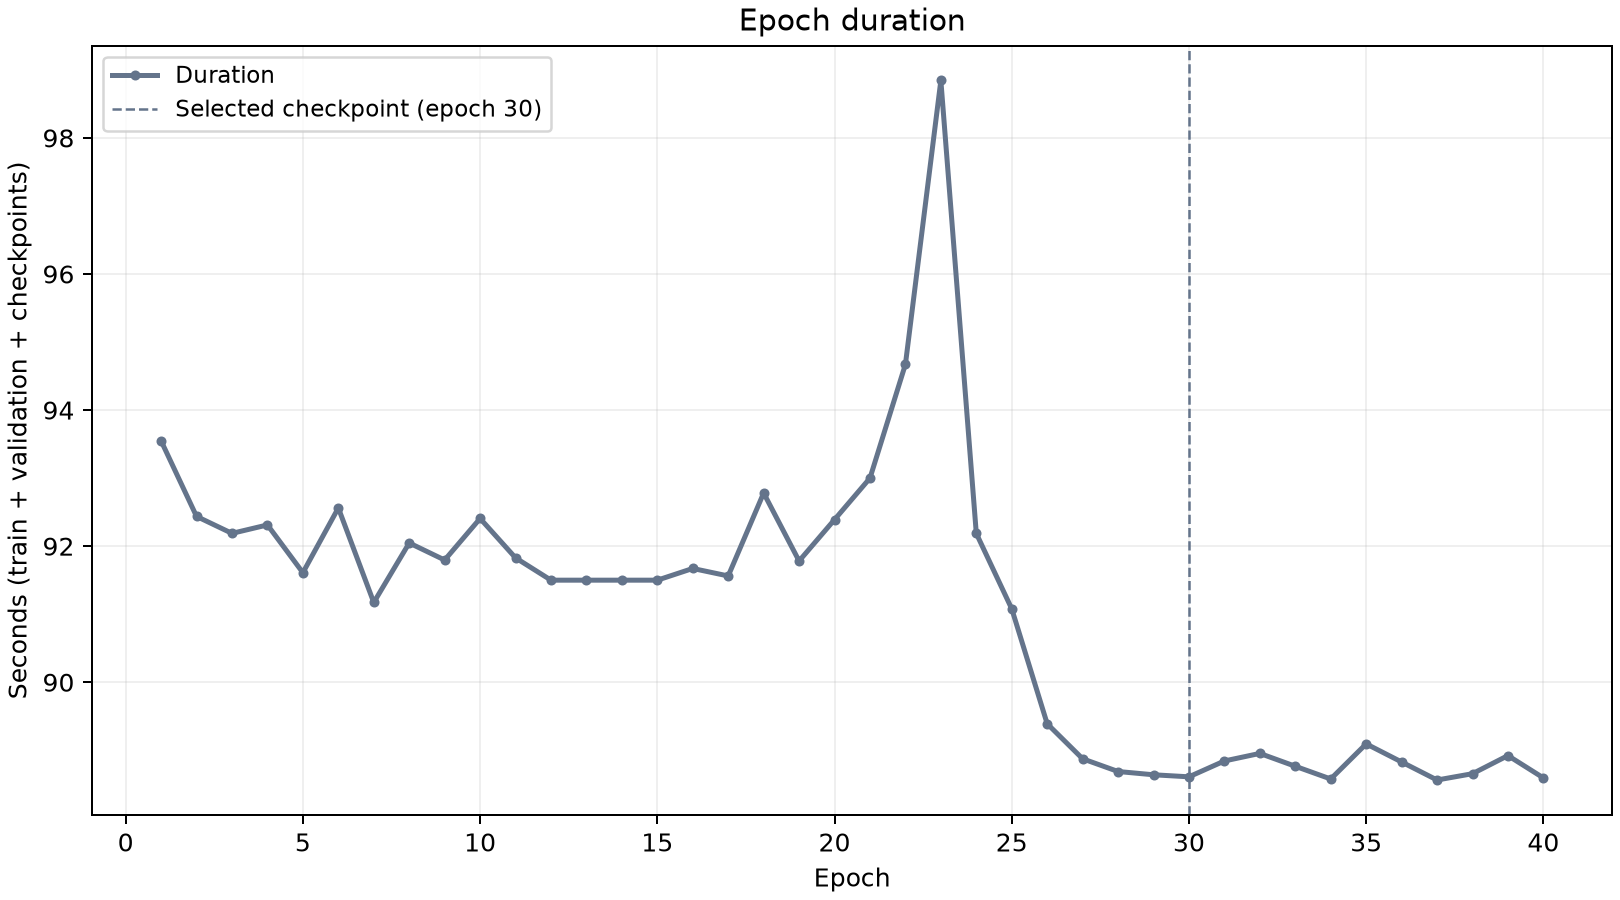 Epoch duration
Duration
Selected checkpoint (epoch 30)
Seconds (train + validation + checkpoints)
98
96
94
92
90
0 5 10 15 20 25 30 35 40
Epoch